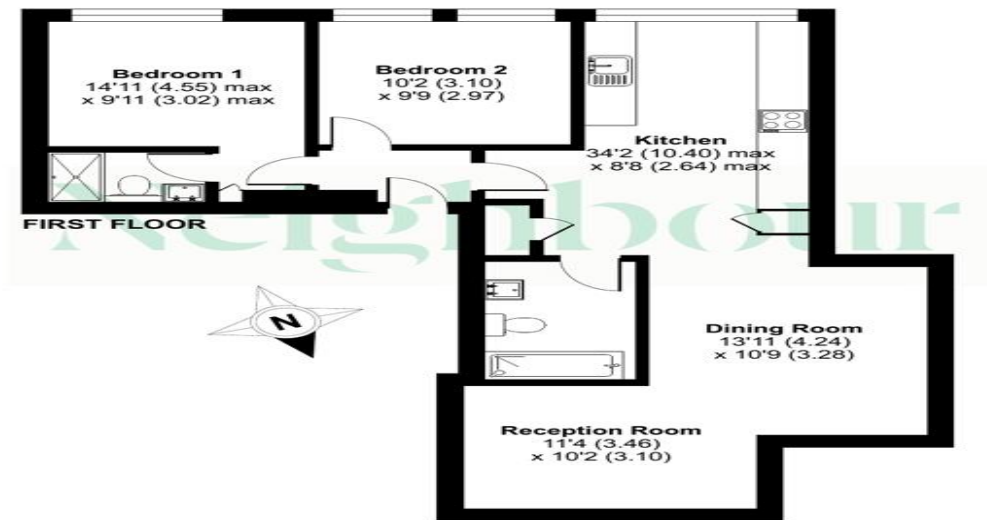 Bedroom 1
14'11 (4.55) max
x 9'11 (3.02) max
Bedroom 2
10'2 (3.10)
x 9'9 (2.97)
Kitchen
34'2 (10.40) max
x 8'8 (2.64) max
Neighbour
FIRST FLOOR
N
Dining Room
13'11 (4.24)
x 10'9 (3.28)
Reception Room
11'4 (3.46)
x 10'2 (3.10)